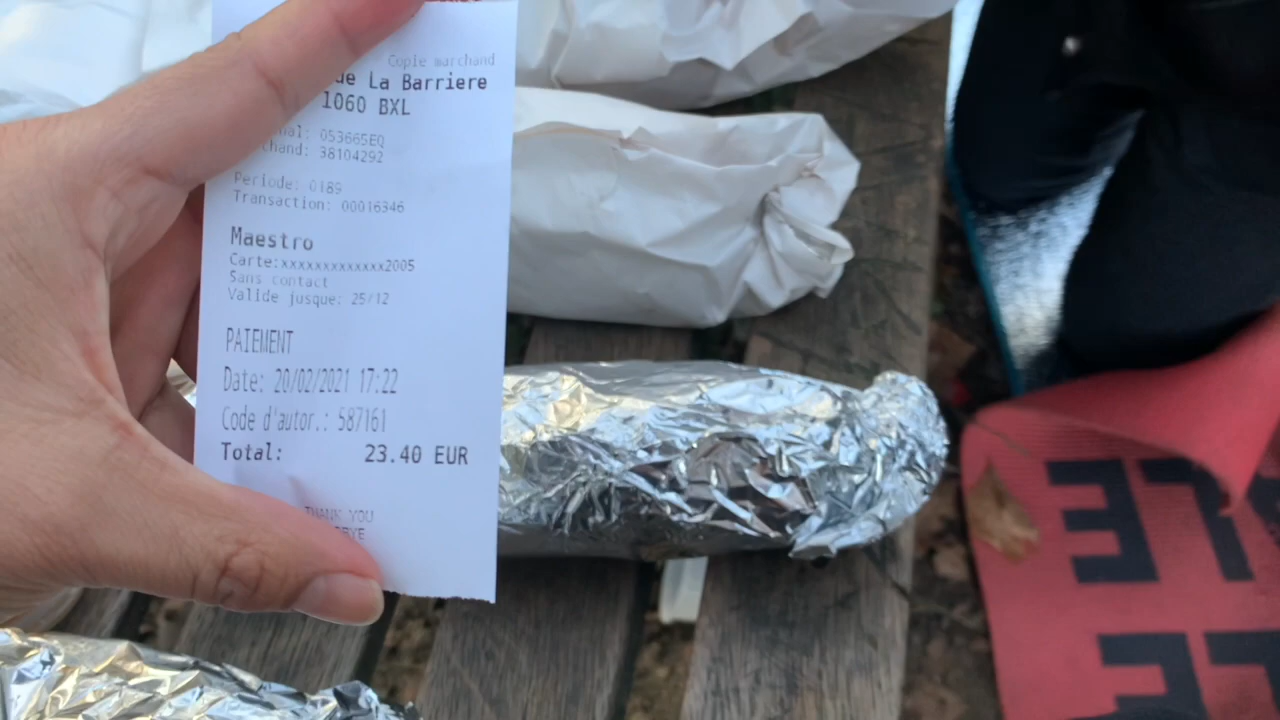 Copie marchand
de La Barriere
1060 BXL
053665EQ
38104292
Periode: 0189
Transaction: 00016346
Maestro
Carte:xxxxxxxxxxxxx2005
Sans contact
Valide jusque: 25/12
PAIEMENT
Date: 20/02/2021 17:22
Code d'autor.: 587161
Total: 23.40 EUR
THANK YOU